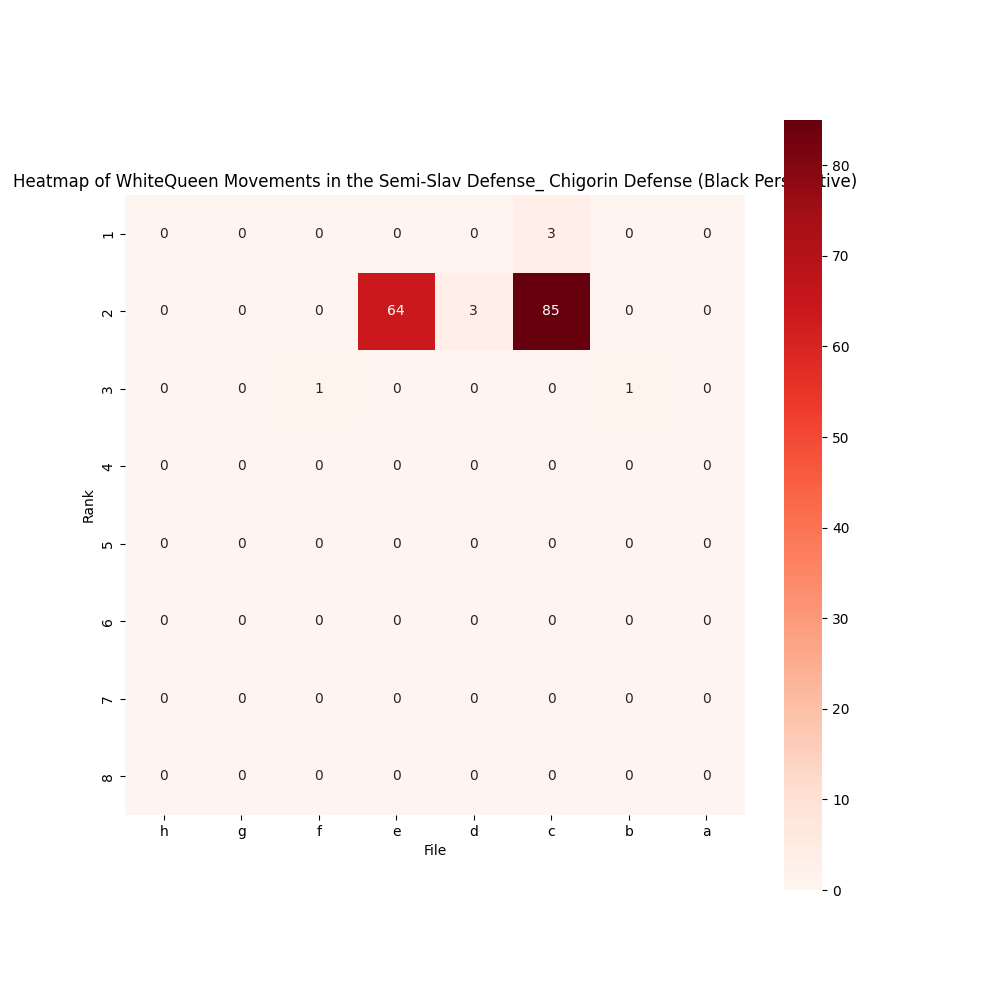 Heatmap of WhiteQueen Movements in the Semi-Slav Defense_ Chigorin Defense (Black Pers tive)
1 0 0 0 0 0 3 0 0
2 0 0 0 64 3 85 0 0
3 0 0 1 0 0 0 1 0
4 0 0 0 0 0 0 0 0
5 0 0 0 0 0 0 0 0
6 0 0 0 0 0 0 0 0
7 0 0 0 0 0 0 0 0
8 0 0 0 0 0 0 0 0
h g f e d c b a
File
Rank
80
70
60
50
40
30
20
10
0